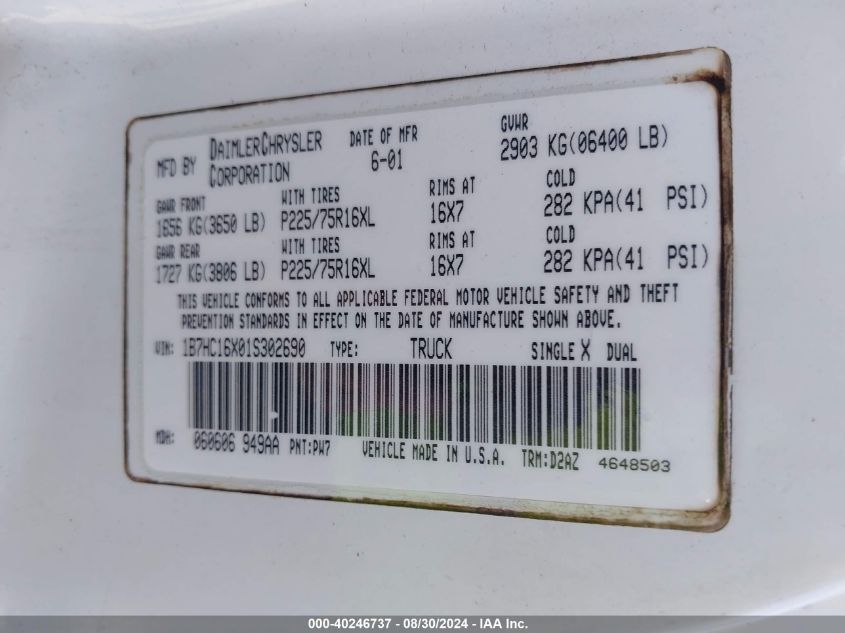 MFD BY DAIMLERCHRYSLER CORPORATION DATE OF MFR 6-01 GVWR 2903 KG(06400 LB)
GAWR FRONT WITH TIRES RIMS AT COLD
1656 KG(3650 LB) P225/75R16XL 16X7 282 KPA(41 PSI)
GAWR REAR WITH TIRES RIMS AT COLD
1727 KG(3806 LB) P225/75R16XL 16X7 282 KPA(41 PSI)
THIS VEHICLE CONFORMS TO ALL APPLICABLE FEDERAL MOTOR VEHICLE SAFETY AND THEFT
PREVENTION STANDARDS IN EFFECT ON THE DATE OF MANUFACTURE SHOWN ABOVE.
VIN: 1B7HC16X01S302690 TYPE: TRUCK SINGLE X DUAL
MDH: 060606 949AA PNT:PW7 VEHICLE MADE IN U.S.A. TRM:D2AZ 4648503
000-40246737 - 08/30/2024 - IAA Inc.